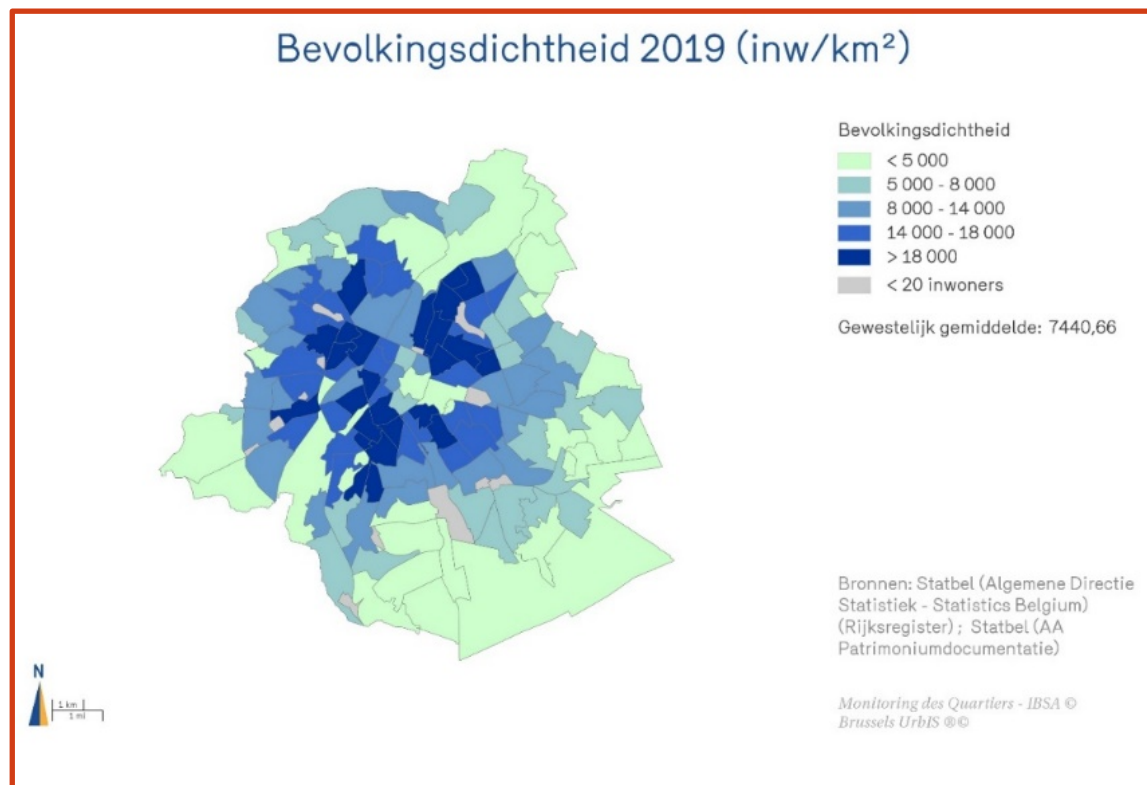 Bevolkingsdichtheid 2019 (inw/km²)
Bevolkingsdichtheid
< 5 000
5 000 - 8 000
8 000 - 14 000
14 000 - 18 000
> 18 000
< 20 inwoners
Gewestelijk gemiddelde: 7440,66
Bronnen: Statbel (Algemene Directie
Statistiek - Statistics Belgium)
(Rijksregister) ; Statbel (AA
Patrimoniumdocumentatie)
Monitoring des Quartiers - IBSA ©
Brussels UrbIS ®©
N
1 km
1 mi